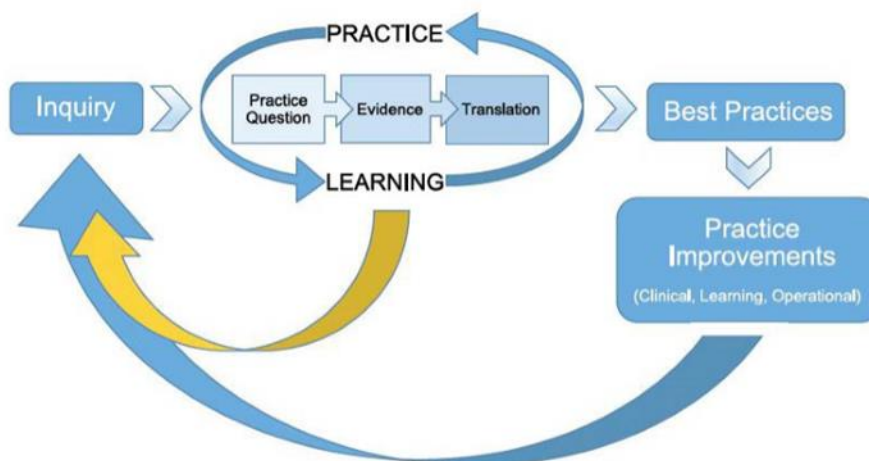 PRACTICE
Inquiry
Practice
Question
Evidence
Translation
Best Practices
LEARNING
Practice
Improvements
(Clinical, Learning, Operational)